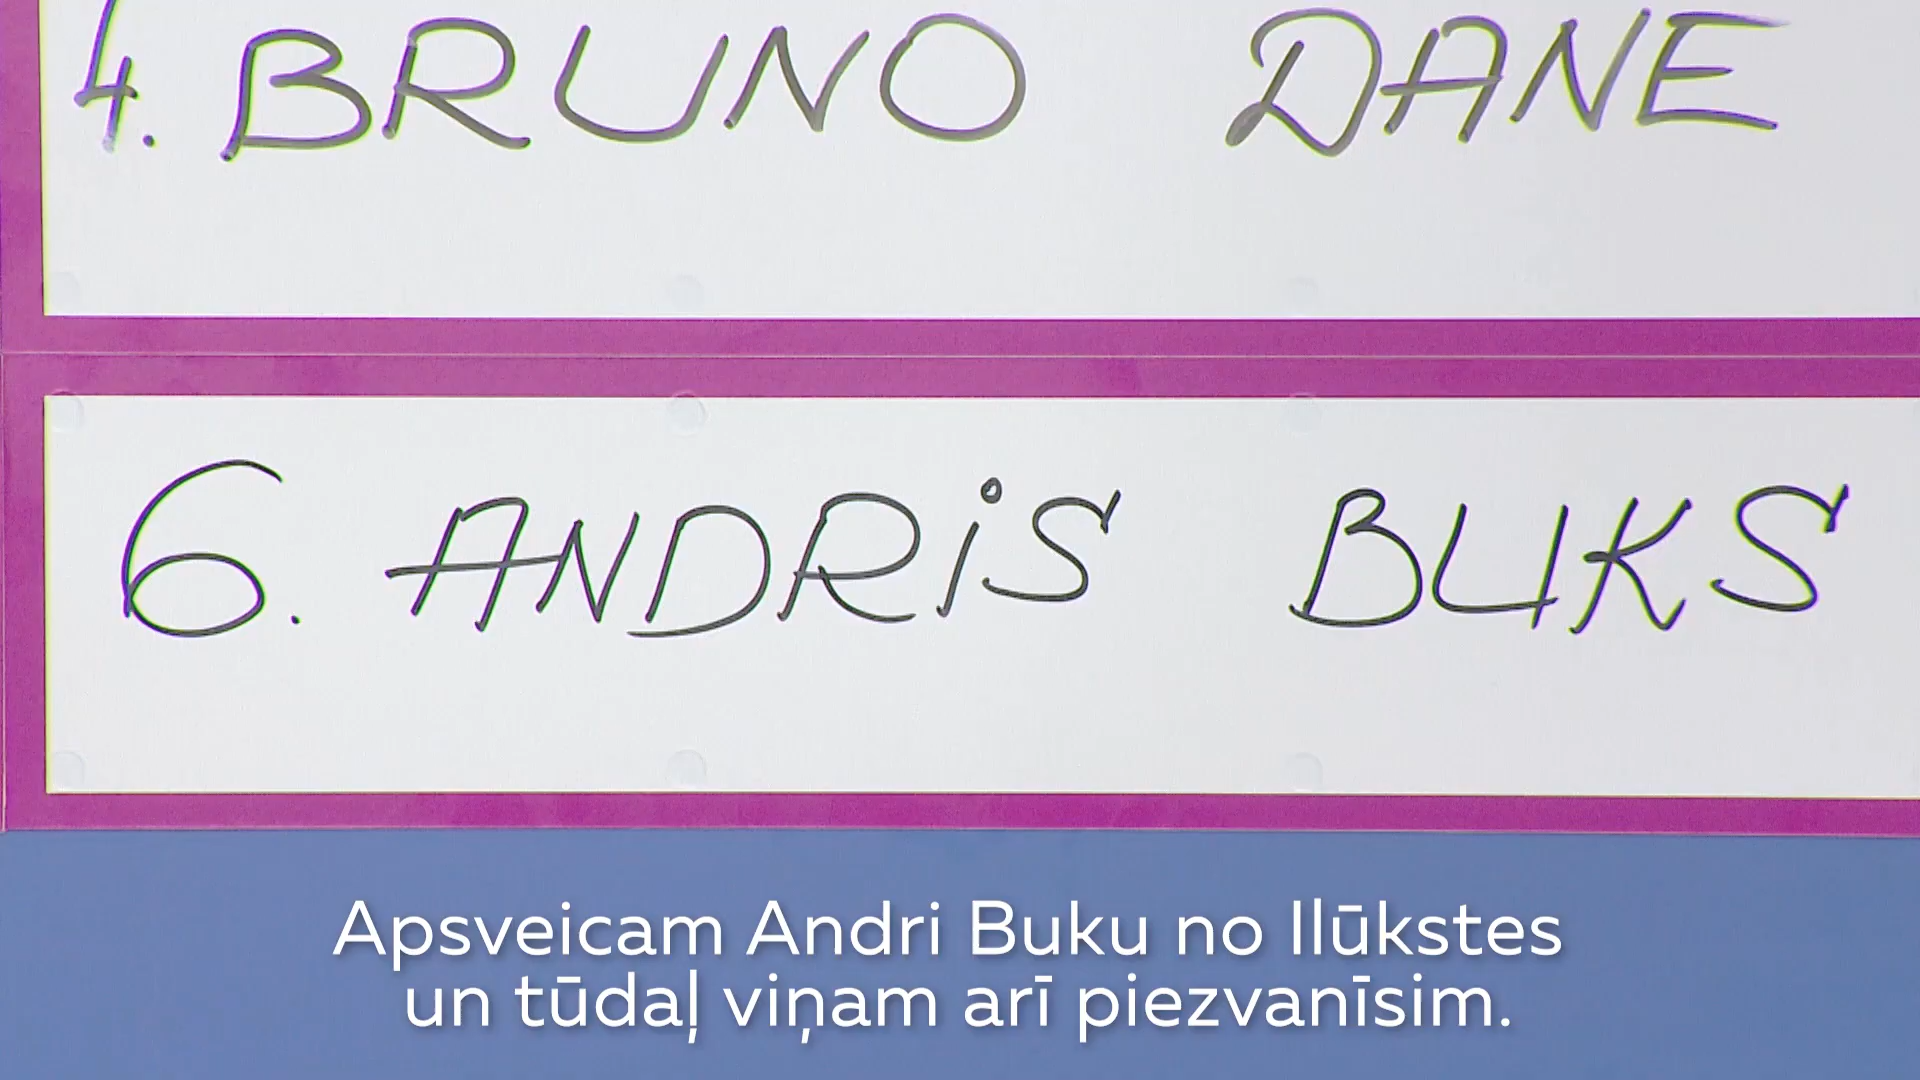 4. BRUNO DANE
6. ANDRiS BUKS
Apsveicam Andri Buku no Ilūkstes
un tūdaļ viņam arī piezvanīsim.